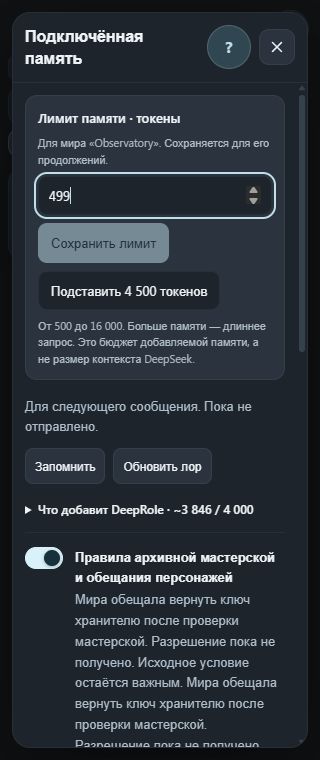 Подключённая
память
?
×
Лимит памяти · токены
Для мира «Observatory». Сохраняется для его
продолжений.
499
Сохранить лимит
Подставить 4 500 токенов
От 500 до 16 000. Больше памяти — длиннее
запрос. Это бюджет добавляемой памяти, а
не размер контекста DeepSeek.
Для следующего сообщения. Пока не
отправлено.
Запомнить
Обновить лор
Что добавит DeepRole · ~3 846 / 4 000
Правила архивной мастерской
и обещания персонажей
Мира обещала вернуть ключ
хранителю после проверки
мастерской. Разрешение пока не
получено. Исходное условие
остаётся важным. Мира обещала
вернуть ключ хранителю после
проверки мастерской.
Разрешение пока не получено.